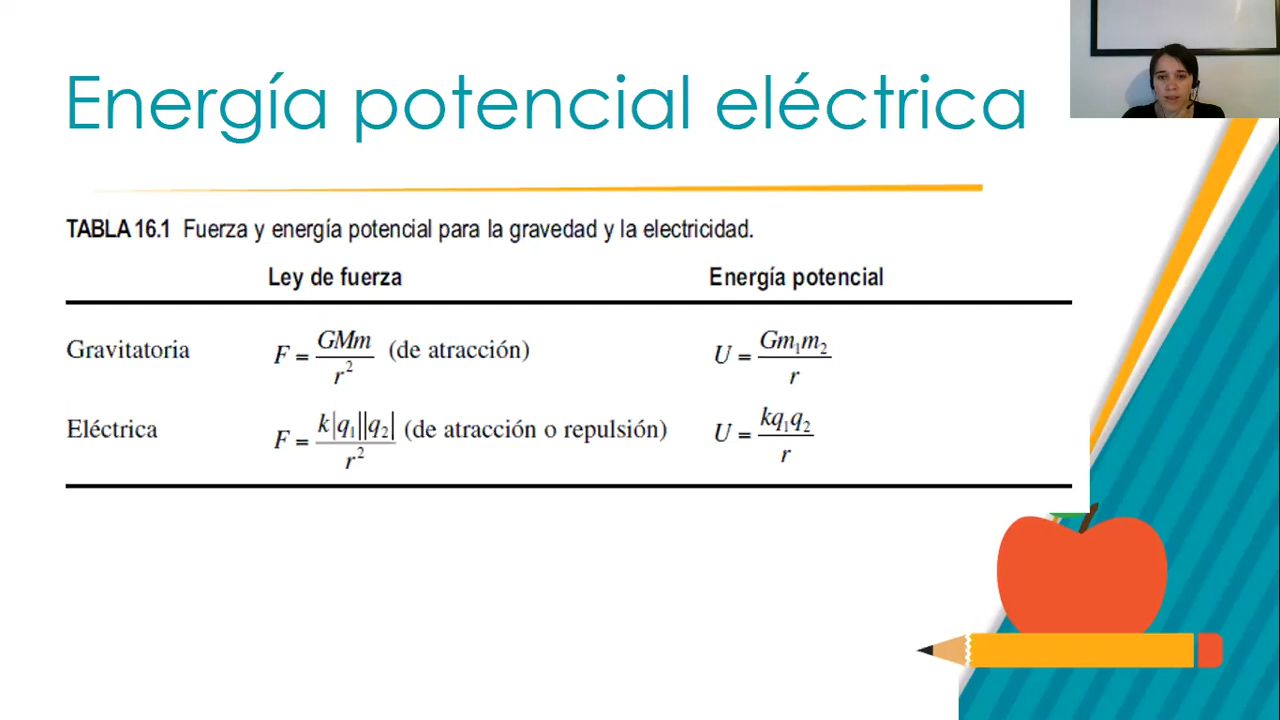 Energía potencial eléctrica
TABLA 16.1 Fuerza y energía potencial para la gravedad y la electricidad.
Ley de fuerza Energía potencial
Gravitatoria F = GMm / r² (de atracción) U = Gm₁m₂ / r
Eléctrica F = k|q₁||q₂| / r² (de atracción o repulsión) U = kq₁q₂ / r